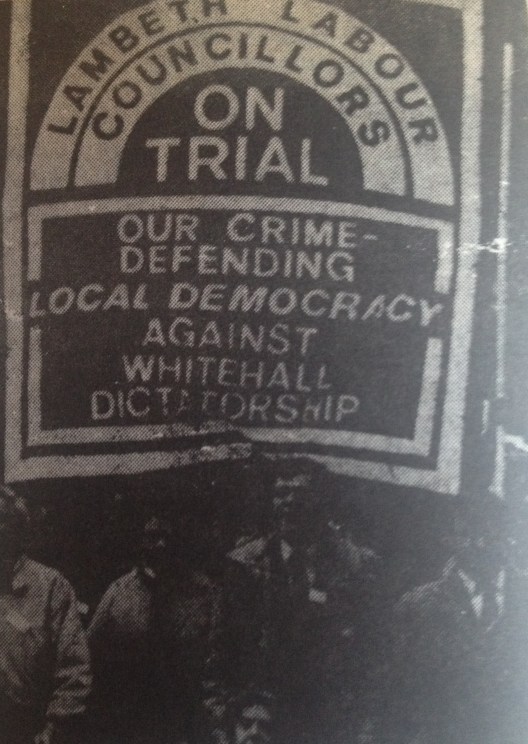 LAMBETH LABOUR
COUNCILLORS
ON
TRIAL
OUR CRIME-
DEFENDING
LOCAL DEMOCRACY
AGAINST
WHITEHALL
DICTATORSHIP